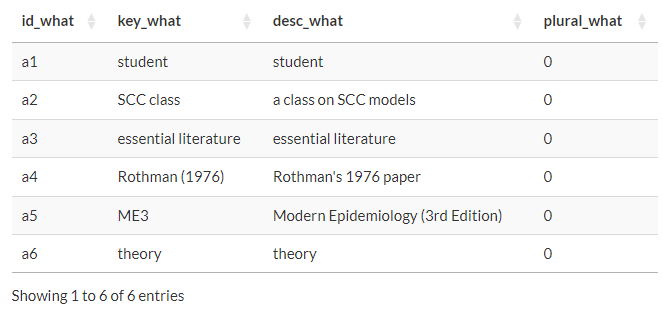 id_what key_what desc_what plural_what
a1 student student 0
a2 SCC class a class on SCC models 0
a3 essential literature essential literature 0
a4 Rothman (1976) Rothman's 1976 paper 0
a5 ME3 Modern Epidemiology (3rd Edition) 0
a6 theory theory 0
Showing 1 to 6 of 6 entries